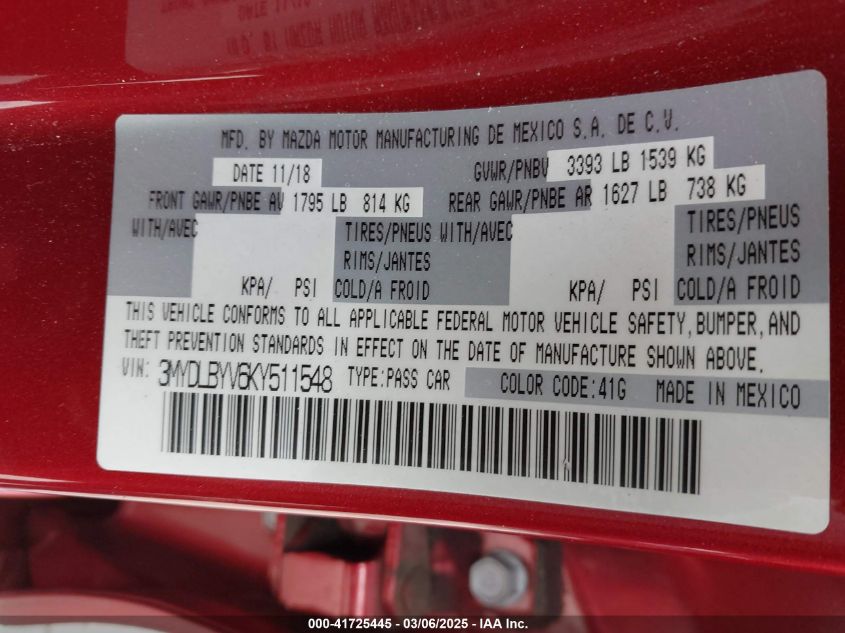 MFD. BY MAZDA MOTOR MANUFACTURING DE MEXICO S.A. DE C.V.
DATE 11/18 GVWR/PNBV 3393 LB 1539 KG
FRONT GAWR/PNBE AV 1795 LB 814 KG REAR GAWR/PNBE AR 1627 LB 738 KG
WITH/AVEC TIRES/PNEUS WITH/AVEC TIRES/PNEUS
RIMS/JANTES RIMS/JANTES
KPA/ PSI COLD/A FROID KPA/ PSI COLD/A FROID
THIS VEHICLE CONFORMS TO ALL APPLICABLE FEDERAL MOTOR VEHICLE SAFETY, BUMPER, AND
THEFT PREVENTION STANDARDS IN EFFECT ON THE DATE OF MANUFACTURE SHOWN ABOVE.
VIN: 3MYDLBYV6KY511548 TYPE:PASS CAR COLOR CODE:41G MADE IN MEXICO
000-41725445 - 03/06/2025 - IAAI Inc.